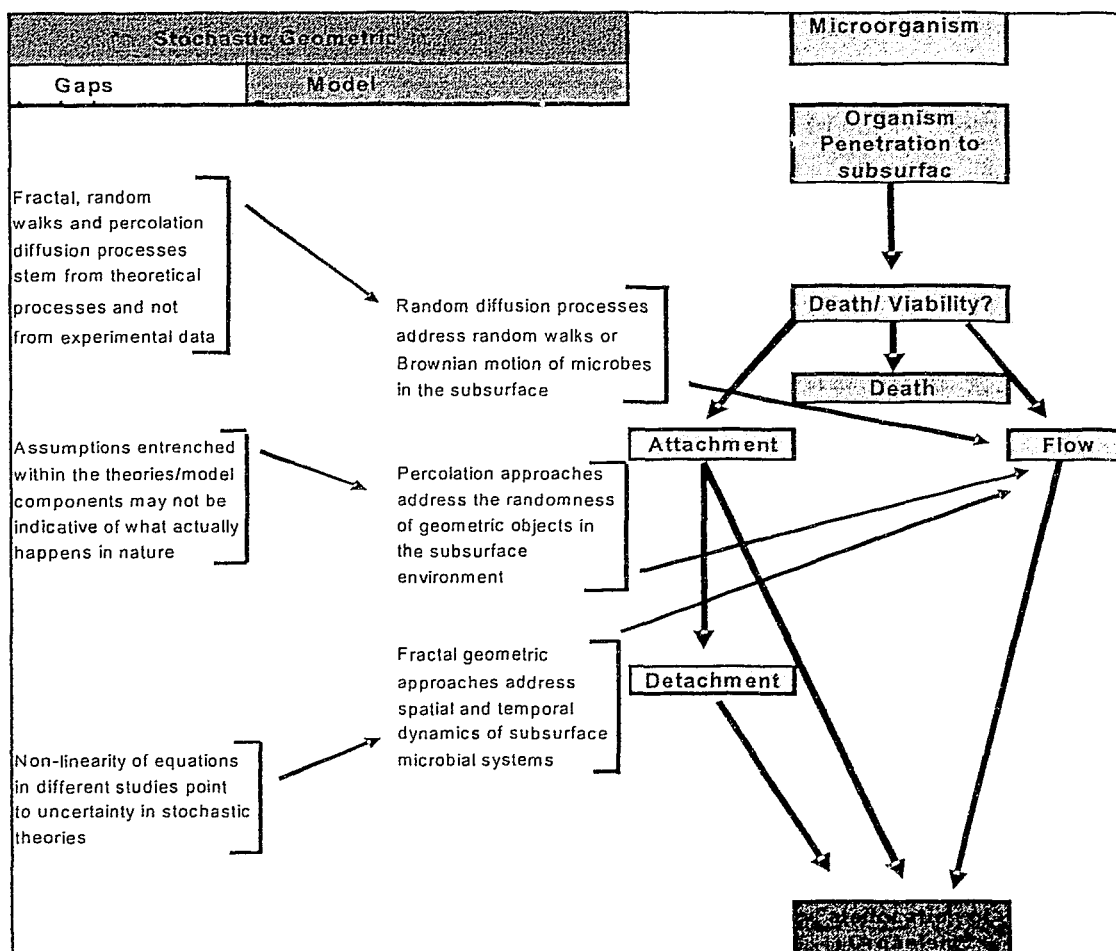 Stochastic Geometric
Gaps
Model
Fractal, random
walks and percolation
diffusion processes
stem from theoretical
processes and not
from experimental data
Assumptions entrenched
within the theories/model
components may not be
indicative of what actually
happens in nature
Non-linearity of equations
in different studies point
to uncertainty in stochastic
theories
Random diffusion processes
address random walks or
Brownian motion of microbes
in the subsurface
Percolation approaches
address the randomness
of geometric objects in
the subsurface
environment
Fractal geometric
approaches address
spatial and temporal
dynamics of subsurface
microbial systems
Microorganism
Organism
Penetration to
subsurfac
Death/ Viability?
Death
Attachment
Flow
Detachment